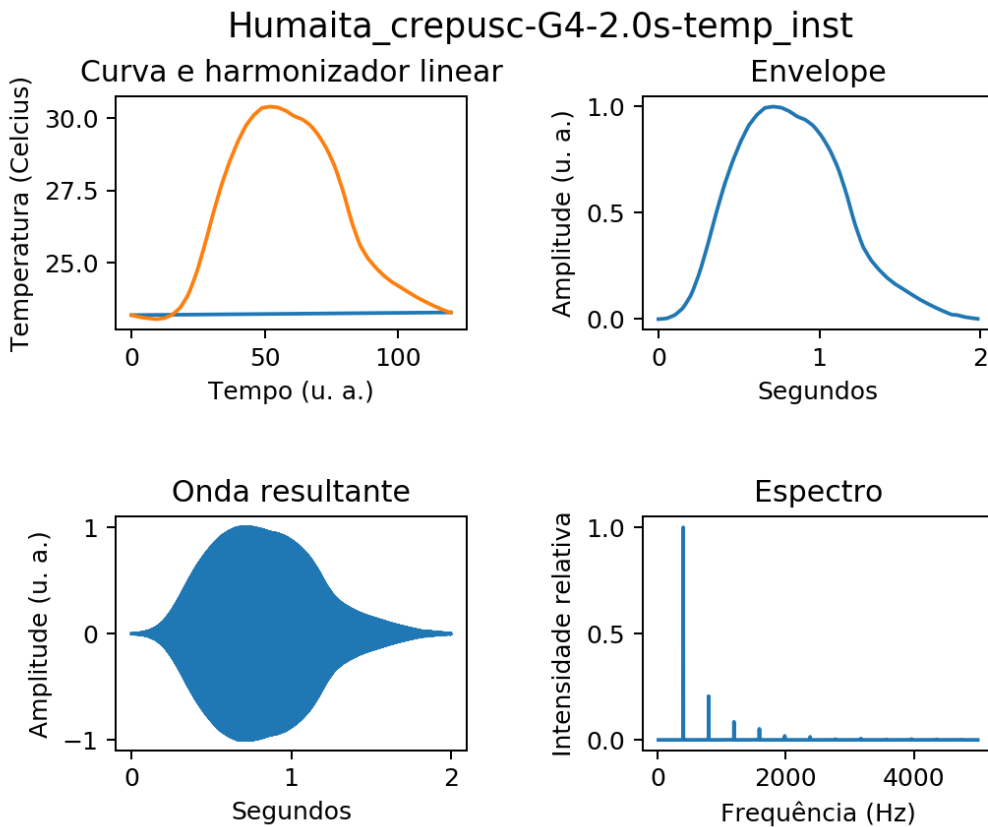 Humaita_crepusc-G4-2.0s-temp_inst
Curva e harmonizador linear
Temperatura (Celcius)
30.0
27.5
25.0
0
50
100
Tempo (u. a.)
Envelope
Amplitude (u. a.)
1.0
0.5
0.0
0
1
2
Segundos
Onda resultante
Amplitude (u. a.)
1
0
−1
0
1
2
Segundos
Espectro
Intensidade relativa
1.0
0.5
0.0
0
2000
4000
Frequência (Hz)